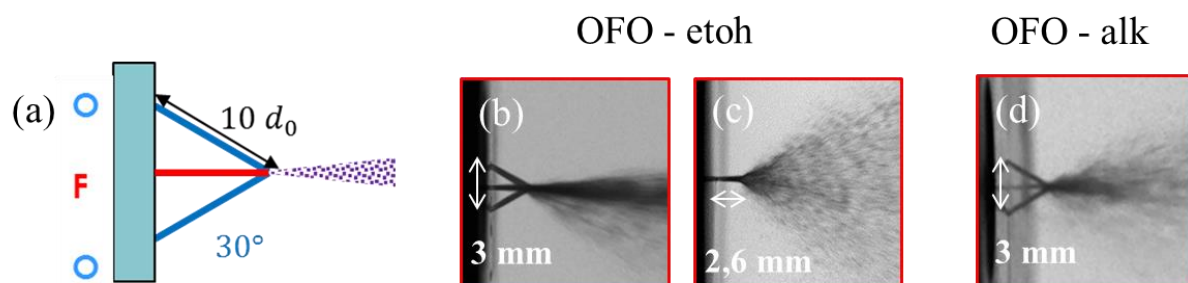 OFO - etoh
OFO - alk
(a)
10 d₀
F
30°
(b)
3 mm
(c)
2,6 mm
(d)
3 mm